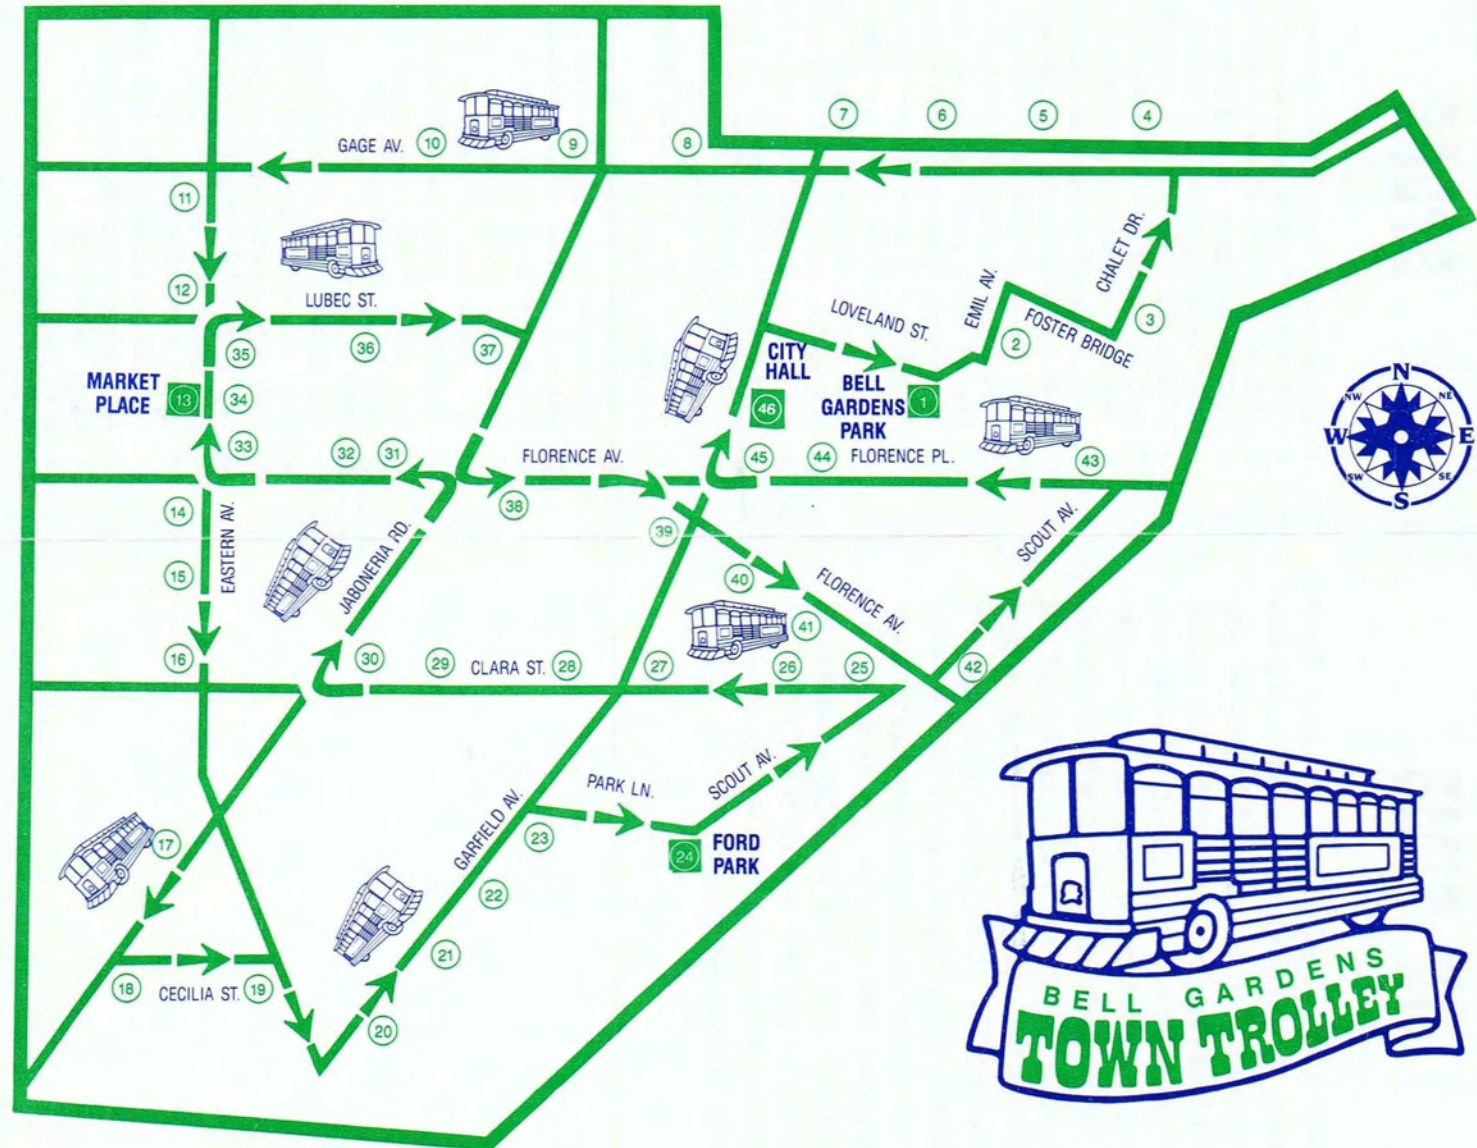 7
6
5
4
GAGE AV.
10
9
8
11
CHALET DR.
12
LUBEC ST.
LOVELAND ST.
EMIL AV.
FOSTER BRIDGE
3
35
36
37
2
MARKET
PLACE
13
34
CITY
HALL
46
BELL
GARDENS
PARK
1
N
NW
NE
W
E
SW
SE
S
33
32
31
FLORENCE AV.
45
44
FLORENCE PL.
43
38
14
EASTERN AV.
39
SCOUT AV.
15
JABONERIA RD.
40
FLORENCE AV.
41
16
30
29
CLARA ST.
28
27
26
25
42
17
GARFIELD AV.
PARK LN.
SCOUT AV.
23
24
FORD
PARK
22
21
18
CECILIA ST.
19
20
BELL GARDENS
TOWN TROLLEY